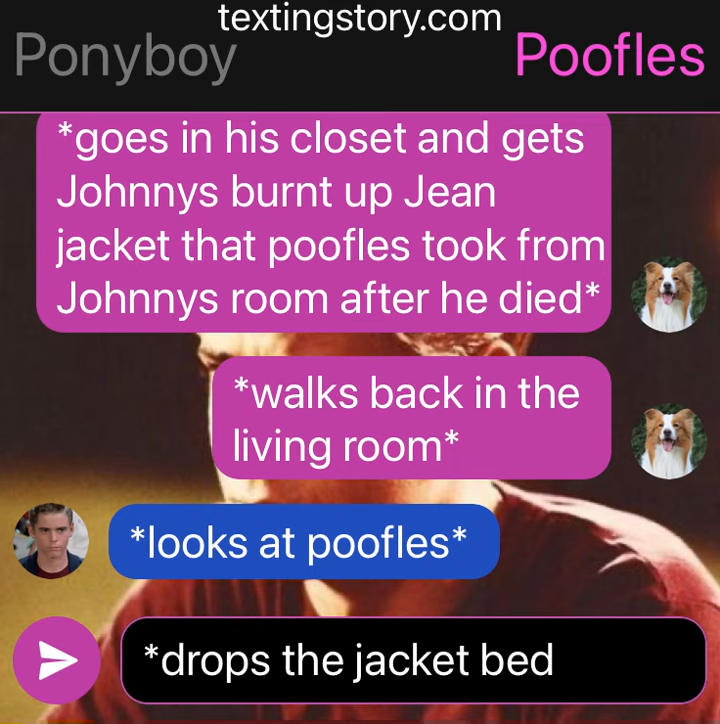 textingstory.com
Ponyboy Poofles
*goes in his closet and gets
Johnnys burnt up Jean
jacket that poofles took from
Johnnys room after he died*
*walks back in the
living room*
*looks at poofles*
*drops the jacket bed